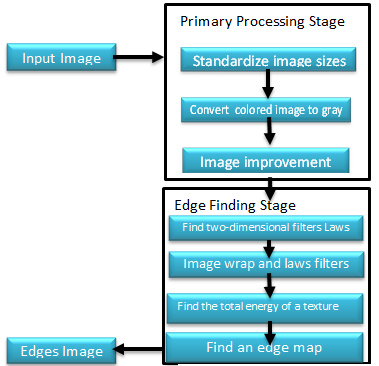 Primary Processing Stage
Input Image
Standardize image sizes
Convert colored image to gray
Image improvement
Edge Finding Stage
Find two-dimensional filters Laws
Image wrap and laws filters
Find the total energy of a texture
Find an edge map
Edges Image